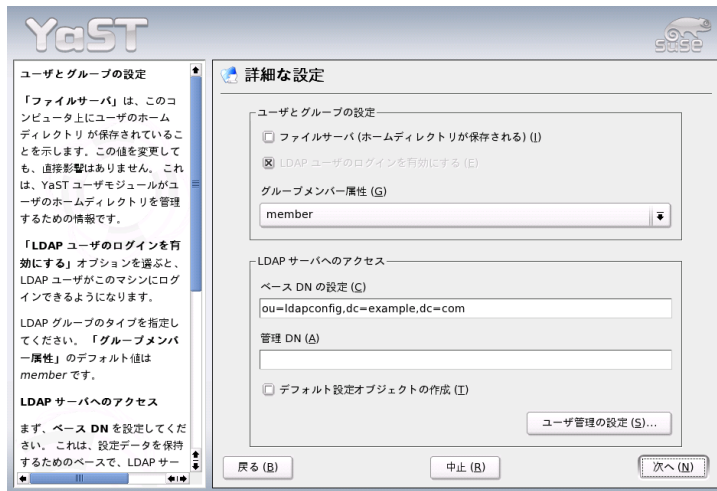 YaST
suse
ユーザとグループの設定
「ファイルサーバ」は、このコ
ンピュータ上にユーザのホーム
ディレクトリ が保存されているこ
とを示します。この値を変更して
も、直接影響はありません。 これ
は、YaST ユーザモジュールがユ
ーザのホームディレクトリを管理
するための情報です。
「LDAP ユーザのログインを有
効にする」オプションを選ぶと、
LDAP ユーザがこのマシンにログ
インできるようになります。
LDAP グループのタイプを指定し
てください。 「グループメンバ
ー属性」のデフォルト値は
member です。
LDAP サーバへのアクセス
まず、ベース DN を設定してくだ
さい。 これは、設定データを保持
するためのベースで、LDAP サー
詳細な設定
ユーザとグループの設定
ファイルサーバ (ホームディレクトリが保存される) (I)
LDAP ユーザのログインを有効にする (E)
グループメンバー属性 (G)
member
LDAP サーバへのアクセス
ベース DN の設定 (C)
ou=ldapconfig,dc=example,dc=com
管理 DN (A)
デフォルト設定オブジェクトの作成 (T)
ユーザ管理の設定 (S)...
戻る (B)
中止 (R)
次へ (N)